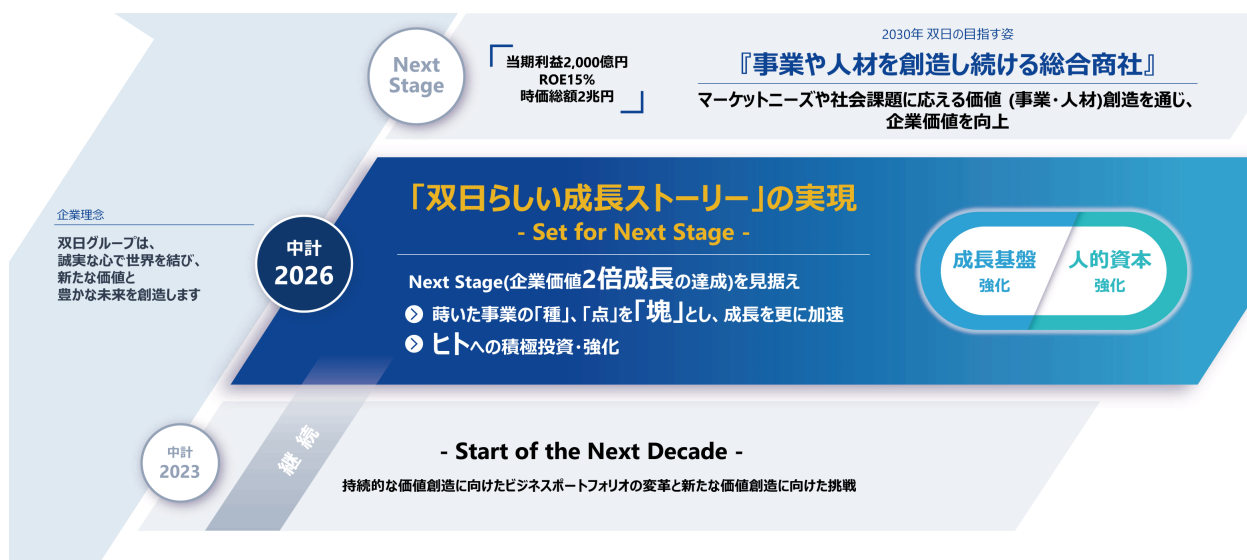 Next
Stage
当期利益2,000億円
ROE15%
時価総額2兆円
2030年 双日の目指す姿
『事業や人材を創造し続ける総合商社』
マーケットニーズや社会課題に応える価値 (事業・人材)創造を通じ、
企業価値を向上
企業理念
双日グループは、
誠実な心で世界を結び、
新たな価値と
豊かな未来を創造します
中計
2026
「双日らしい成長ストーリー」の実現
- Set for Next Stage -
Next Stage(企業価値2倍成長の達成)を見据え
蒔いた事業の「種」、「点」を「塊」とし、成長を更に加速
ヒトへの積極投資・強化
成長基盤
強化
人的資本
強化
継続
中計
2023
- Start of the Next Decade -
持続的な価値創造に向けたビジネスポートフォリオの変革と新たな価値創造に向けた挑戦